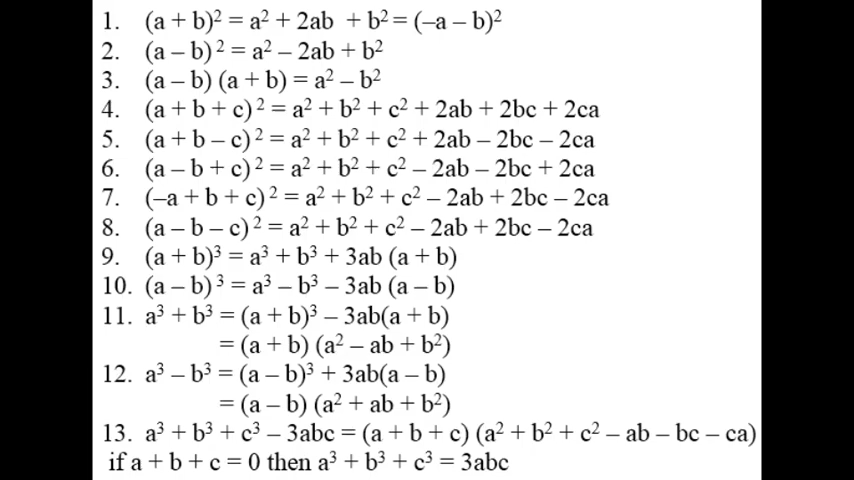 1. (a + b)² = a² + 2ab + b² = (–a – b)²
2. (a – b)² = a² – 2ab + b²
3. (a – b) (a + b) = a² – b²
4. (a + b + c)² = a² + b² + c² + 2ab + 2bc + 2ca
5. (a + b – c)² = a² + b² + c² + 2ab – 2bc – 2ca
6. (a – b + c)² = a² + b² + c² – 2ab – 2bc + 2ca
7. (–a + b + c)² = a² + b² + c² – 2ab + 2bc – 2ca
8. (a – b – c)² = a² + b² + c² – 2ab + 2bc – 2ca
9. (a + b)³ = a³ + b³ + 3ab (a + b)
10. (a – b)³ = a³ – b³ – 3ab (a – b)
11. a³ + b³ = (a + b)³ – 3ab(a + b)
= (a + b) (a² – ab + b²)
12. a³ – b³ = (a – b)³ + 3ab(a – b)
= (a – b) (a² + ab + b²)
13. a³ + b³ + c³ – 3abc = (a + b + c) (a² + b² + c² – ab – bc – ca)
if a + b + c = 0 then a³ + b³ + c³ = 3abc